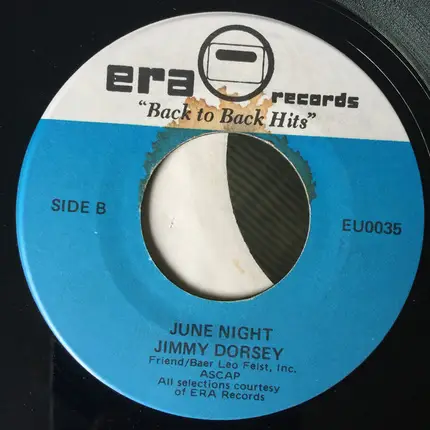 era records
"Back to Back Hits"
SIDE B
EU0035
JUNE NIGHT
JIMMY DORSEY
Friend/Baer Leo Feist, Inc.
ASCAP
All selections courtesy
of ERA Records